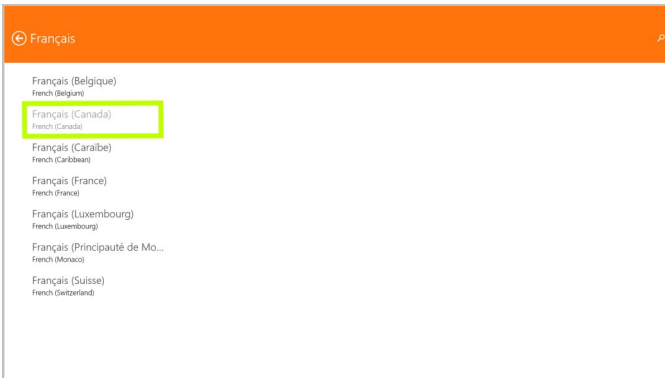 Français
Français (Belgique)
French (Belgium)
Français (Canada)
French (Canada)
Français (Caraïbe)
French (Caribbean)
Français (France)
French (France)
Français (Luxembourg)
French (Luxembourg)
Français (Principauté de Mo...
French (Monaco)
Français (Suisse)
French (Switzerland)